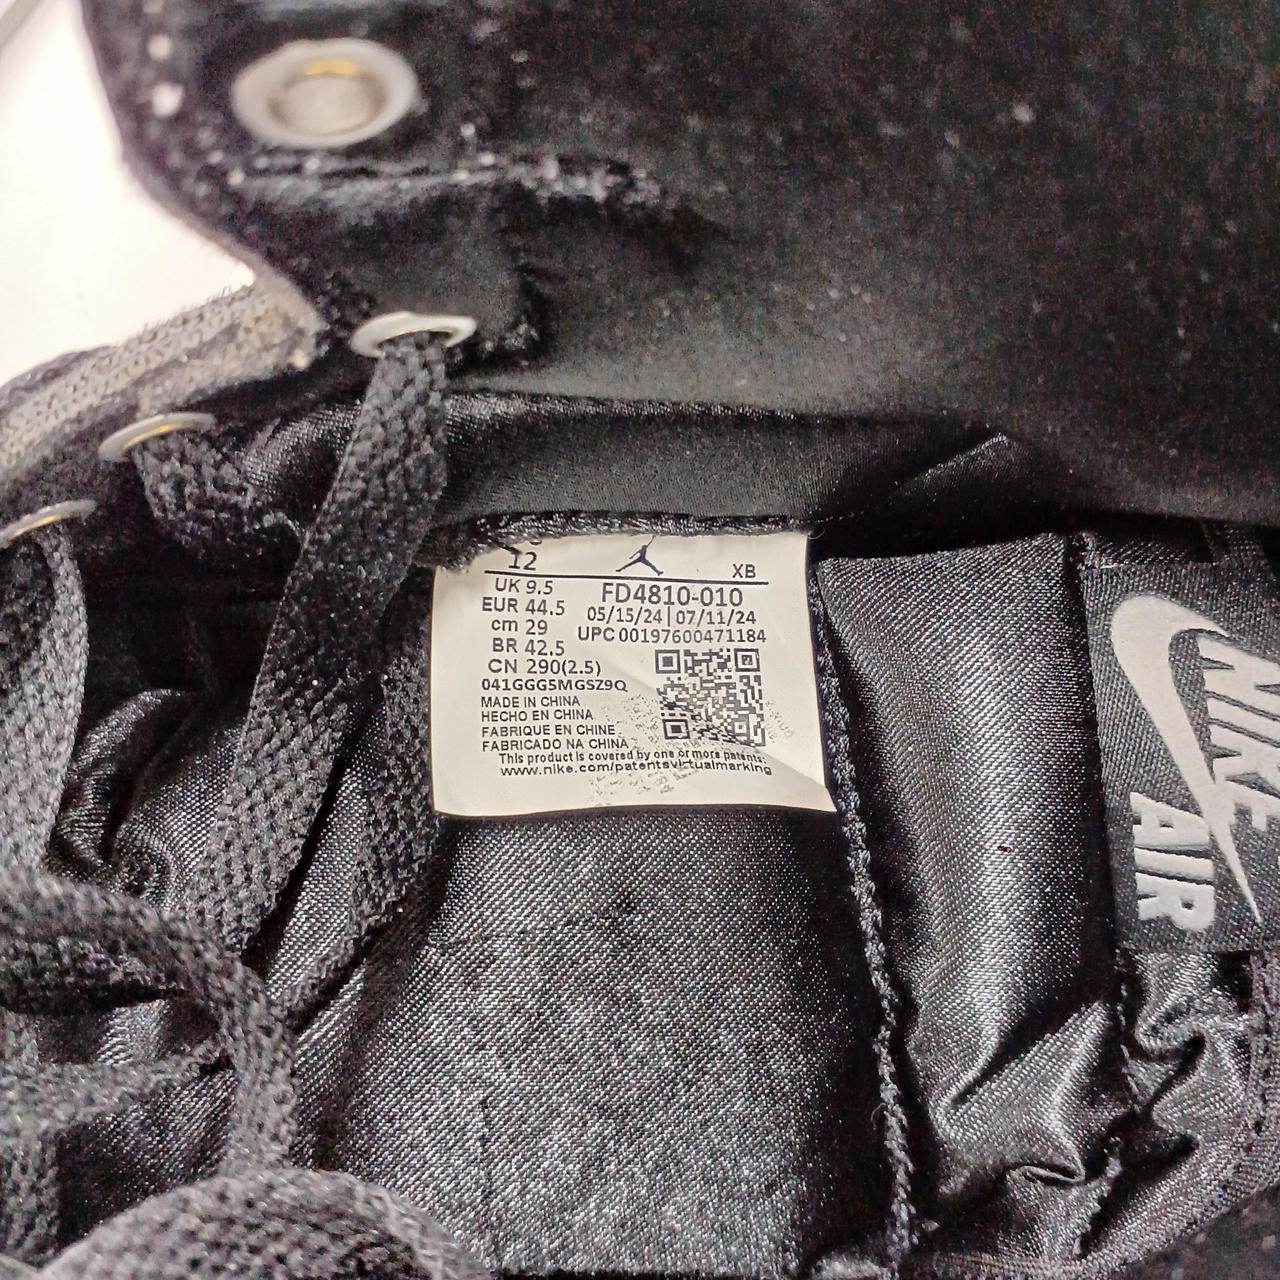 12
XB
UK 9.5
FD4810-010
EUR 44.5
05/15/24|07/11/24
cm 29
UPC 00197600471184
BR 42.5
CN 290(2.5)
041GGG5MGSZ9Q
MADE IN CHINA
HECHO EN CHINA
FABRIQUE EN CHINE
FABRICADO NA CHINA
This product is covered by one or more patents:
www.nike.com/patentsvirtualmarking
NIKE
AIR